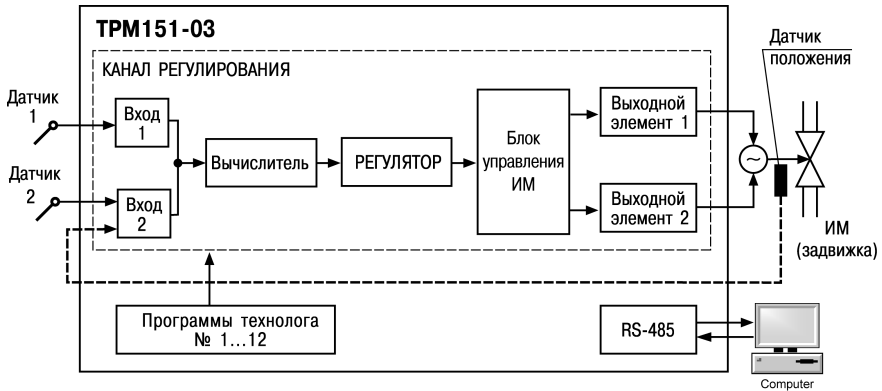 ТРМ151-03
КАНАЛ РЕГУЛИРОВАНИЯ
Датчик
положения
Датчик
1
Вход
1
Датчик
2
Вход
2
Вычислитель
РЕГУЛЯТОР
Блок
управления
ИМ
Выходной
элемент 1
Выходной
элемент 2
~
ИМ
(задвижка)
Программы технолога
№ 1...12
RS-485
Computer